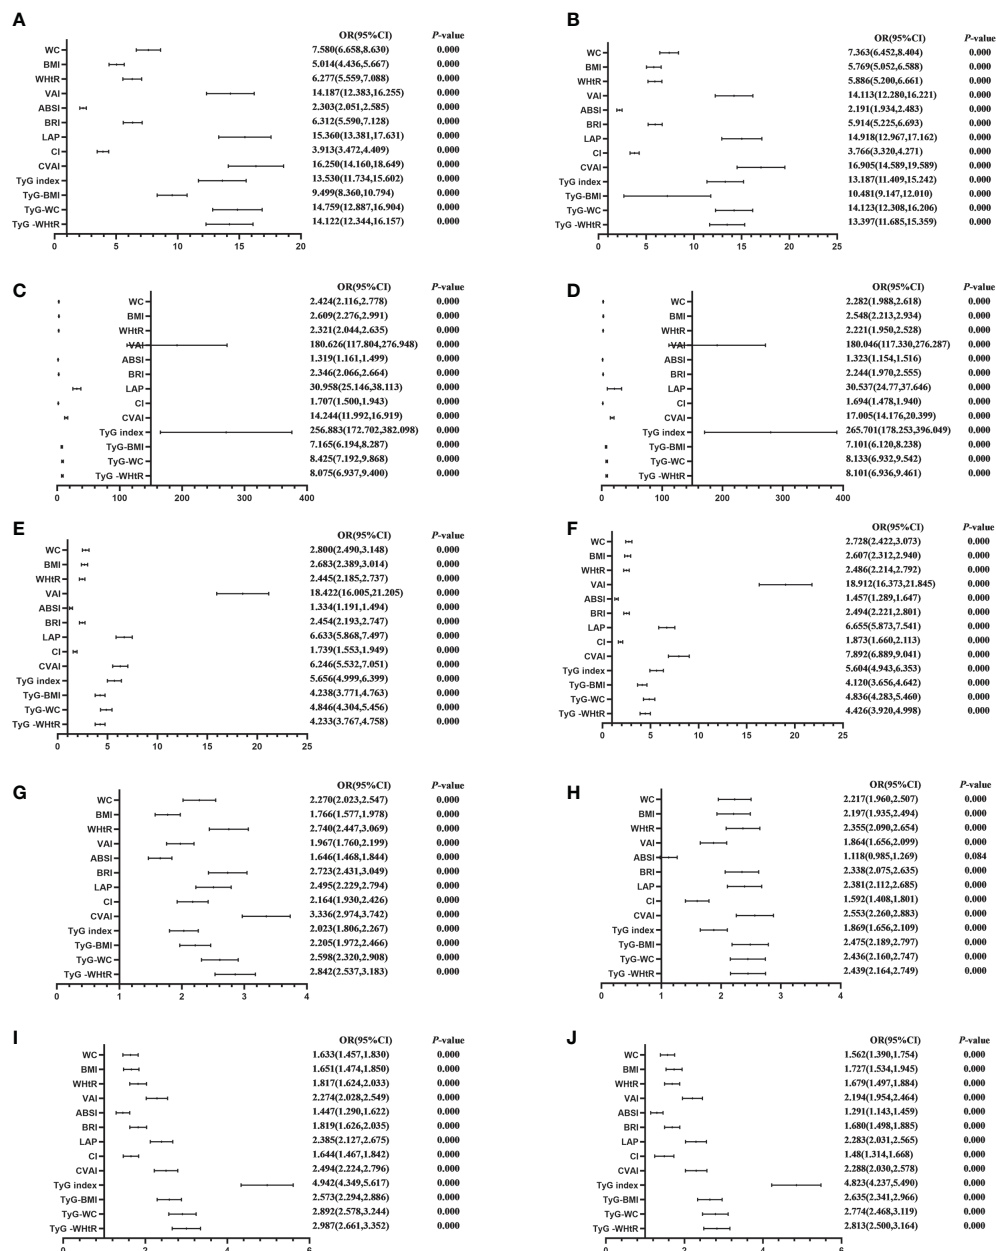 A
OR(95%CI) P-value
WC 7.580(6.658,8.630) 0.000
BMI 5.014(4.436,5.667) 0.000
WHtR 6.277(5.559,7.088) 0.000
VAI 14.187(12.383,16.255) 0.000
ABSI 2.303(2.051,2.585) 0.000
BRI 6.312(5.590,7.128) 0.000
LAP 15.360(13.381,17.631) 0.000
CI 3.913(3.472,4.409) 0.000
CVAI 16.250(14.160,18.649) 0.000
TyG index 13.530(11.734,15.602) 0.000
TyG-BMI 9.499(8.360,10.794) 0.000
TyG-WC 14.759(12.887,16.904) 0.000
TyG -WHtR 14.122(12.344,16.157) 0.000
0 5 10 15 20
B
OR(95%CI) P-value
WC 7.363(6.452,8.404) 0.000
BMI 5.769(5.052,6.588) 0.000
WHtR 5.886(5.200,6.661) 0.000
VAI 14.113(12.280,16.221) 0.000
ABSI 2.191(1.934,2.483) 0.000
BRI 5.914(5.225,6.693) 0.000
LAP 14.918(12.967,17.162) 0.000
CI 3.766(3.320,4.271) 0.000
CVAI 16.905(14.589,19.589) 0.000
TyG index 13.187(11.409,15.242) 0.000
TyG-BMI 10.481(9.147,12.010) 0.000
TyG-WC 14.123(12.308,16.206) 0.000
TyG -WHtR 13.397(11.685,15.359) 0.000
0 5 10 15 20 25
C
OR(95%CI) P-value
WC 2.424(2.116,2.778) 0.000
BMI 2.609(2.276,2.991) 0.000
WHtR 2.321(2.044,2.635) 0.000
VAI 180.626(117.804,276.948) 0.000
ABSI 1.319(1.161,1.499) 0.000
BRI 2.346(2.066,2.664) 0.000
LAP 30.958(25.146,38.113) 0.000
CI 1.707(1.500,1.943) 0.000
CVAI 14.244(11.992,16.919) 0.000
TyG index 256.883(172.702,382.098) 0.000
TyG-BMI 7.165(6.194,8.287) 0.000
TyG-WC 8.425(7.192,9.868) 0.000
TyG -WHtR 8.075(6.937,9.400) 0.000
0 100 200 300 400
D
OR(95%CI) P-value
WC 2.282(1.988,2.618) 0.000
BMI 2.548(2.213,2.934) 0.000
WHtR 2.221(1.950,2.528) 0.000
VAI 180.046(117.330,276.287) 0.000
ABSI 1.323(1.154,1.516) 0.000
BRI 2.244(1.970,2.555) 0.000
LAP 30.537(24.77,37.646) 0.000
CI 1.694(1.478,1.940) 0.000
CVAI 17.005(14.176,20.399) 0.000
TyG index 265.701(178.253,396.049) 0.000
TyG-BMI 7.101(6.120,8.238) 0.000
TyG-WC 8.133(6.932,9.542) 0.000
TyG -WHtR 8.101(6.936,9.461) 0.000
0 100 200 300 400
E
OR(95%CI) P-value
WC 2.800(2.490,3.148) 0.000
BMI 2.683(2.389,3.014) 0.000
WHtR 2.445(2.185,2.737) 0.000
VAI 18.422(16.005,21.205) 0.000
ABSI 1.334(1.191,1.494) 0.000
BRI 2.454(2.193,2.747) 0.000
LAP 6.633(5.868,7.497) 0.000
CI 1.739(1.553,1.949) 0.000
CVAI 6.246(5.532,7.051) 0.000
TyG index 5.656(4.999,6.399) 0.000
TyG-BMI 4.238(3.771,4.763) 0.000
TyG-WC 4.846(4.304,5.456) 0.000
TyG -WHtR 4.233(3.767,4.758) 0.000
0 5 10 15 20 25
F
OR(95%CI) P-value
WC 2.728(2.422,3.073) 0.000
BMI 2.607(2.312,2.940) 0.000
WHtR 2.486(2.214,2.792) 0.000
VAI 18.912(16.373,21.845) 0.000
ABSI 1.457(1.289,1.647) 0.000
BRI 2.494(2.221,2.801) 0.000
LAP 6.655(5.873,7.541) 0.000
CI 1.873(1.660,2.113) 0.000
CVAI 7.892(6.889,9.041) 0.000
TyG index 5.604(4.943,6.353) 0.000
TyG-BMI 4.120(3.656,4.642) 0.000
TyG-WC 4.836(4.283,5.460) 0.000
TyG -WHtR 4.426(3.920,4.998) 0.000
0 5 10 15 20 25
G
OR(95%CI) P-value
WC 2.270(2.023,2.547) 0.000
BMI 1.766(1.577,1.978) 0.000
WHtR 2.740(2.447,3.069) 0.000
VAI 1.967(1.760,2.199) 0.000
ABSI 1.646(1.468,1.844) 0.000
BRI 2.723(2.431,3.049) 0.000
LAP 2.495(2.229,2.794) 0.000
CI 2.164(1.930,2.426) 0.000
CVAI 3.336(2.974,3.742) 0.000
TyG index 2.023(1.806,2.267) 0.000
TyG-BMI 2.205(1.972,2.466) 0.000
TyG-WC 2.598(2.320,2.908) 0.000
TyG -WHtR 2.842(2.537,3.183) 0.000
0 1 2 3 4
H
OR(95%CI) P-value
WC 2.217(1.960,2.507) 0.000
BMI 2.197(1.935,2.494) 0.000
WHtR 2.355(2.090,2.654) 0.000
VAI 1.864(1.656,2.099) 0.000
ABSI 1.118(0.985,1.269) 0.084
BRI 2.338(2.075,2.635) 0.000
LAP 2.381(2.112,2.685) 0.000
CI 1.592(1.408,1.801) 0.000
CVAI 2.553(2.260,2.883) 0.000
TyG index 1.869(1.656,2.109) 0.000
TyG-BMI 2.475(2.189,2.797) 0.000
TyG-WC 2.436(2.160,2.747) 0.000
TyG -WHtR 2.439(2.164,2.749) 0.000
0 1 2 3 4
I
OR(95%CI) P-value
WC 1.633(1.457,1.830) 0.000
BMI 1.651(1.474,1.850) 0.000
WHtR 1.817(1.624,2.033) 0.000
VAI 2.274(2.028,2.549) 0.000
ABSI 1.447(1.290,1.622) 0.000
BRI 1.819(1.626,2.035) 0.000
LAP 2.385(2.127,2.675) 0.000
CI 1.644(1.467,1.842) 0.000
CVAI 2.494(2.224,2.796) 0.000
TyG index 4.942(4.349,5.617) 0.000
TyG-BMI 2.573(2.294,2.886) 0.000
TyG-WC 2.892(2.578,3.244) 0.000
TyG -WHtR 2.987(2.661,3.352) 0.000
0 2 4 6
J
OR(95%CI) P-value
WC 1.562(1.390,1.754) 0.000
BMI 1.727(1.534,1.945) 0.000
WHtR 1.679(1.497,1.884) 0.000
VAI 2.194(1.954,2.464) 0.000
ABSI 1.291(1.143,1.459) 0.000
BRI 1.680(1.498,1.885) 0.000
LAP 2.283(2.031,2.565) 0.000
CI 1.48(1.314,1.668) 0.000
CVAI 2.288(2.030,2.578) 0.000
TyG index 4.823(4.237,5.490) 0.000
TyG-BMI 2.635(2.341,2.966) 0.000
TyG-WC 2.774(2.468,3.119) 0.000
TyG -WHtR 2.813(2.500,3.164) 0.000
0 2 4 6